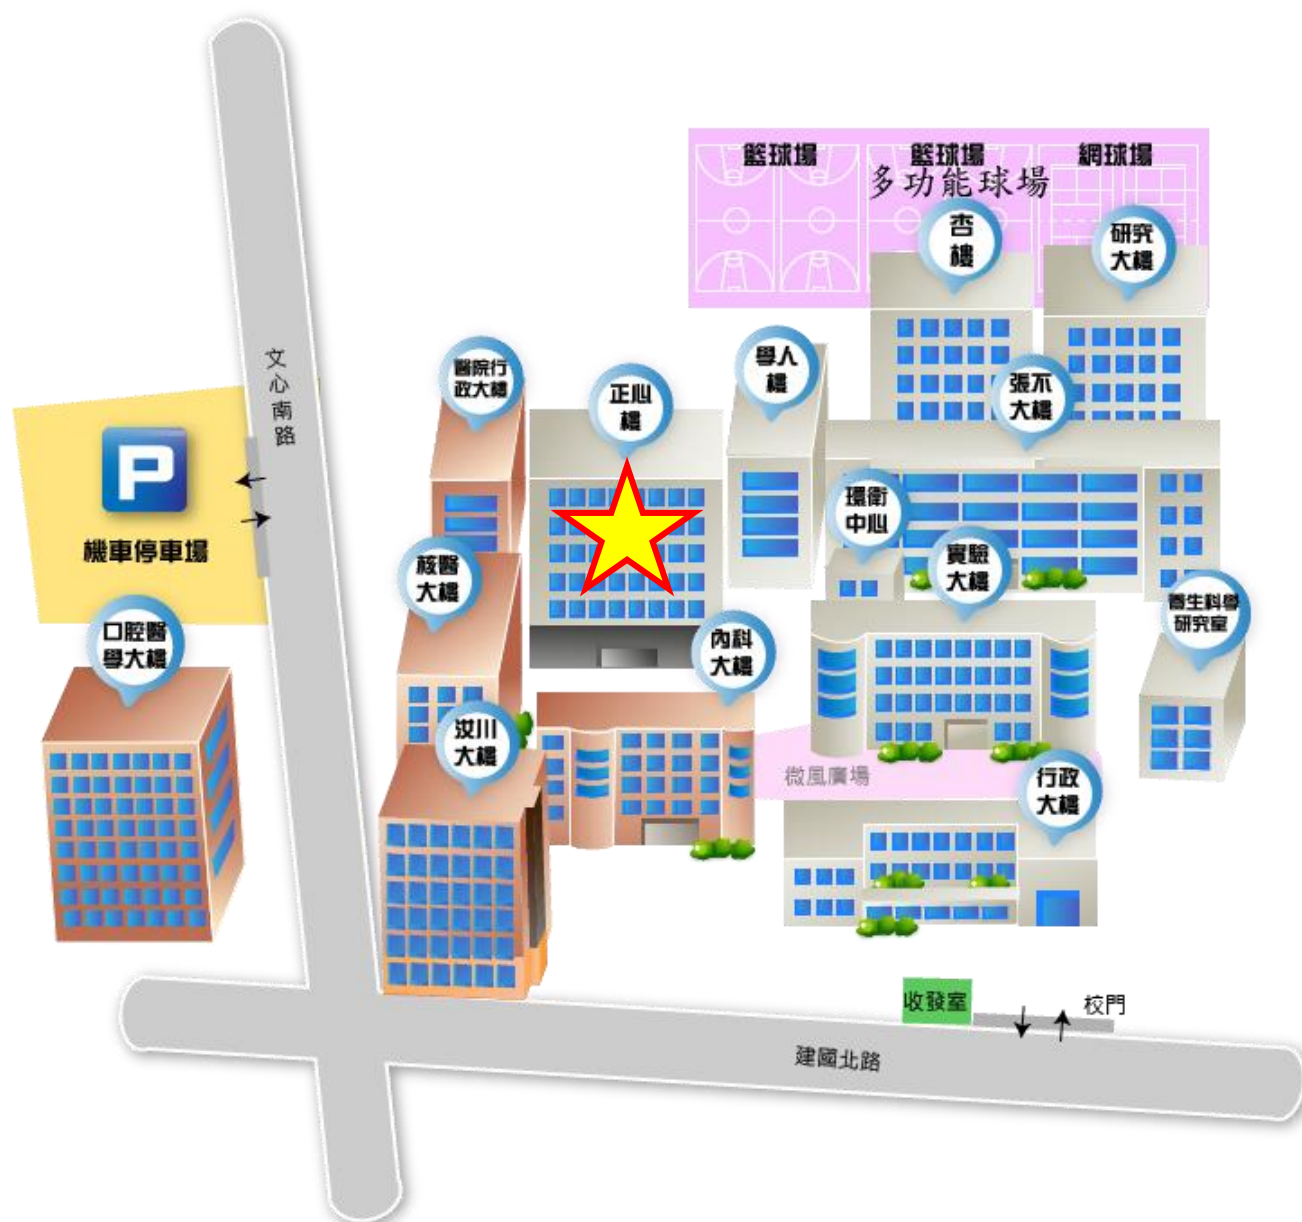 籃球場
籃球場
網球場
多功能球場
杏
樓
研究
大樓
文心南路
醫院行
政大樓
正心
樓
學人
樓
張不
大樓
P
機車停車場
環衛
中心
核醫
大樓
實驗
大樓
養生科學
研究室
口腔醫
學大樓
內科
大樓
汝川
大樓
微風廣場
行政
大樓
收發室
校門
建國北路